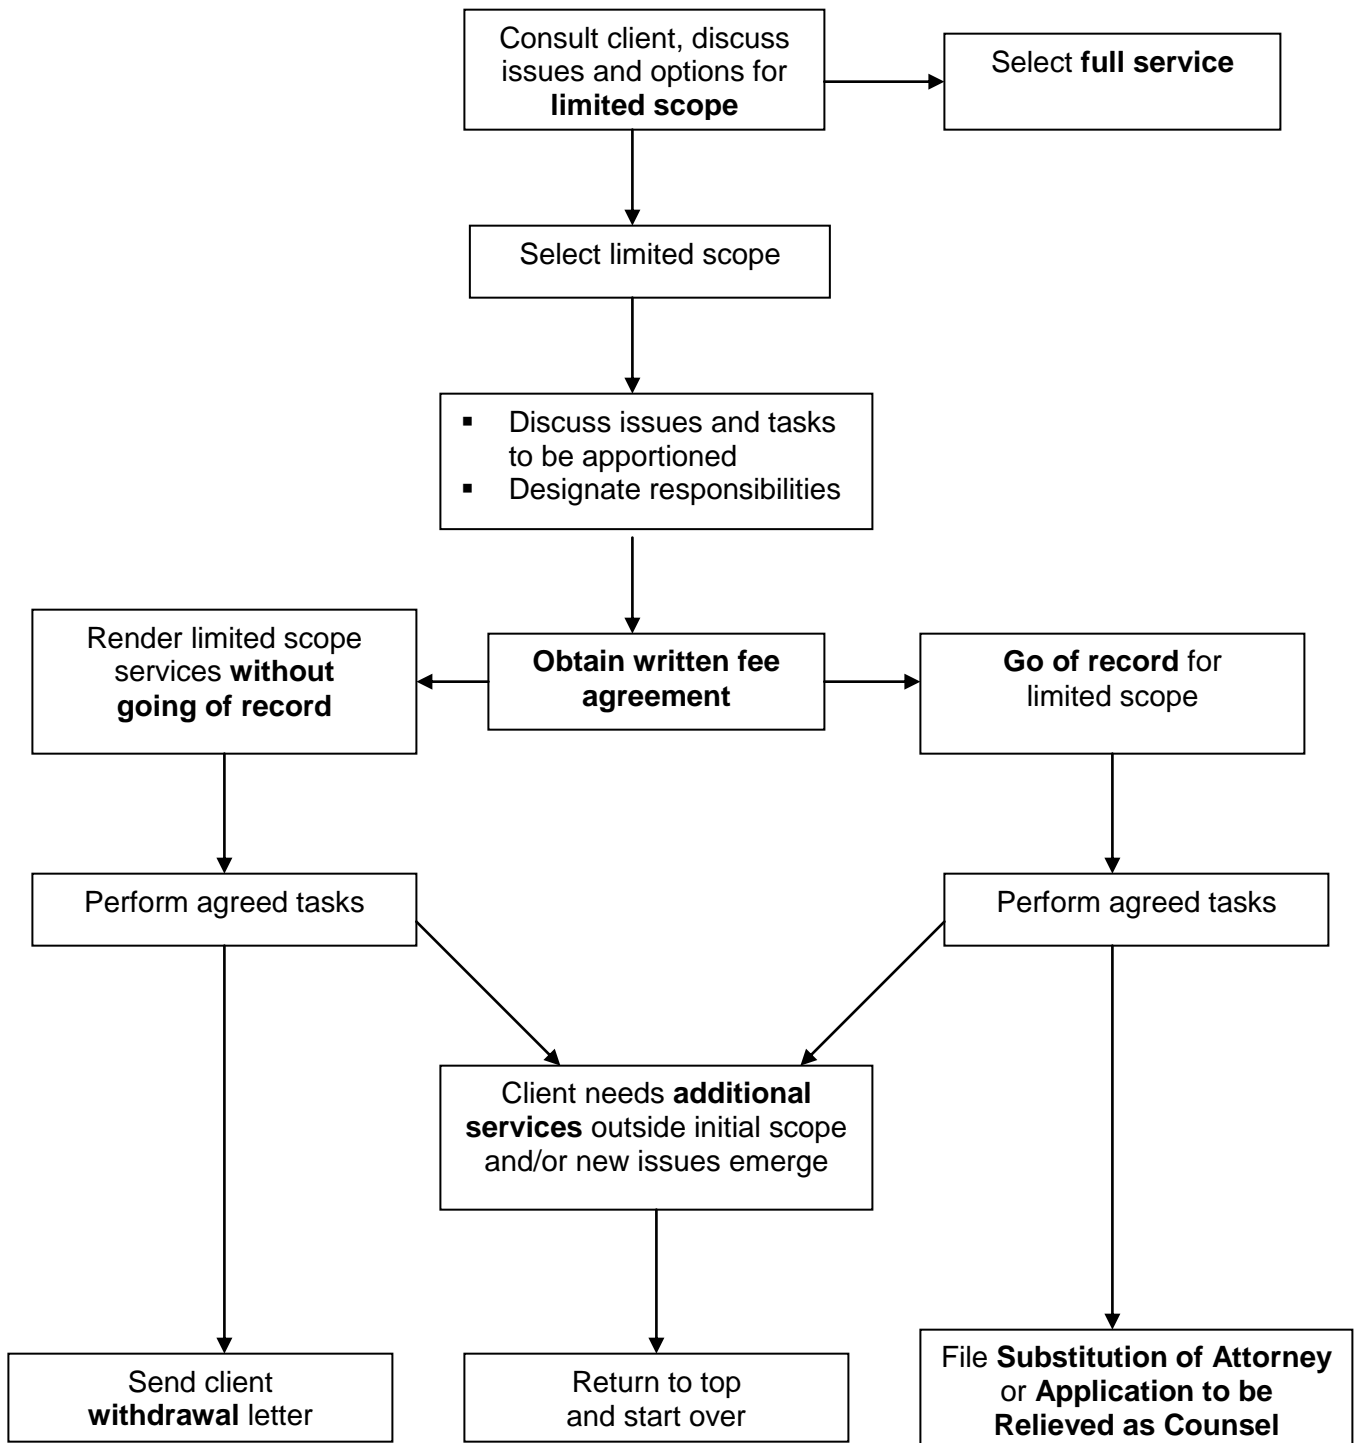 Consult client, discuss
issues and options for
limited scope
Select full service
Select limited scope
▪ Discuss issues and tasks
to be apportioned
▪ Designate responsibilities
Render limited scope
services without
going of record
Obtain written fee
agreement
Go of record for
limited scope
Perform agreed tasks
Perform agreed tasks
Client needs additional
services outside initial scope
and/or new issues emerge
Send client
withdrawal letter
Return to top
and start over
File Substitution of Attorney
or Application to be
Relieved as Counsel